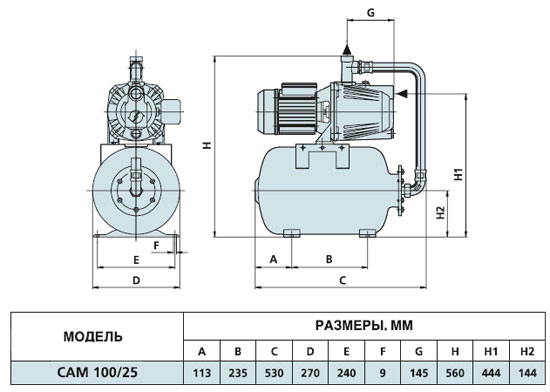 G
H
H1
H2
F
E
D
A B
C
МОДЕЛЬ
РАЗМЕРЫ, ММ
A B C D E F G H H1 H2
CAM 100/25 113 235 530 270 240 9 145 560 444 144